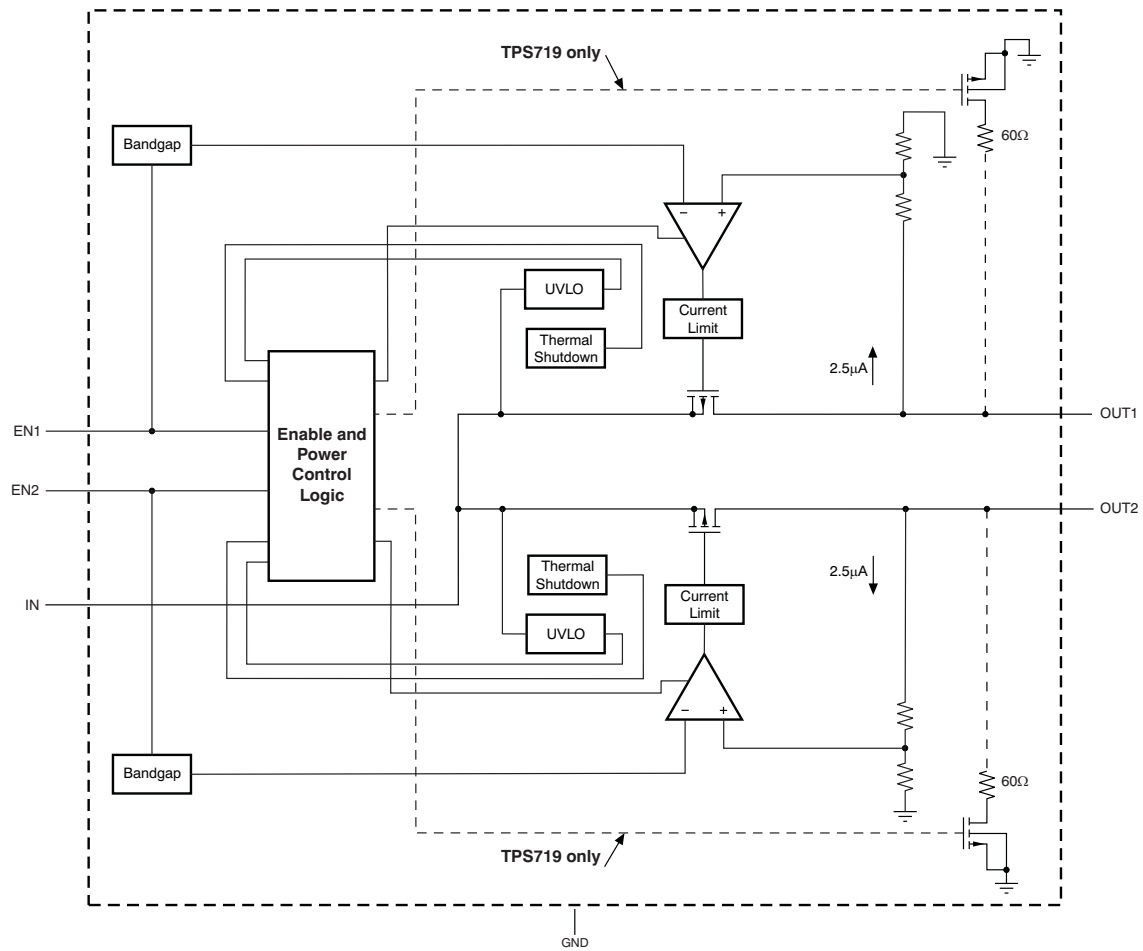 TPS719 only
60Ω
Bandgap
−
+
UVLO
Current
Limit
Thermal
Shutdown
2.5μA
OUT1
EN1
Enable and
Power
Control
Logic
EN2
OUT2
Thermal
Shutdown
2.5μA
Current
Limit
IN
UVLO
−
+
Bandgap
60Ω
TPS719 only
GND